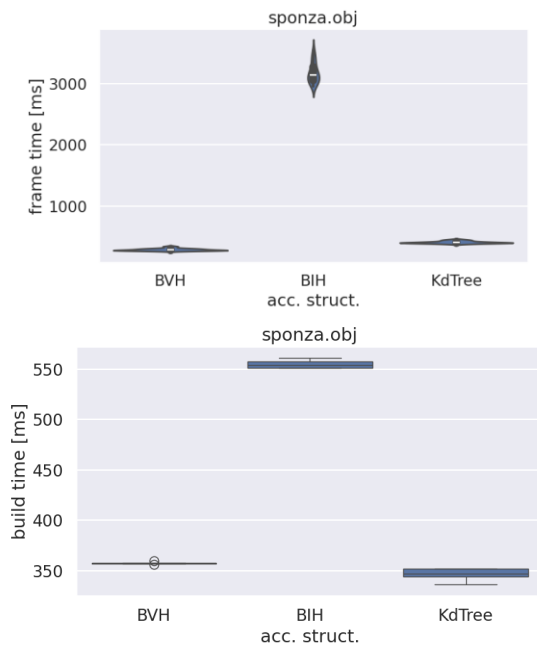 sponza.obj
frame time [ms]
3000
2000
1000
BVH BIH KdTree
acc. struct.
sponza.obj
build time [ms]
550
500
450
400
350
BVH BIH KdTree
acc. struct.